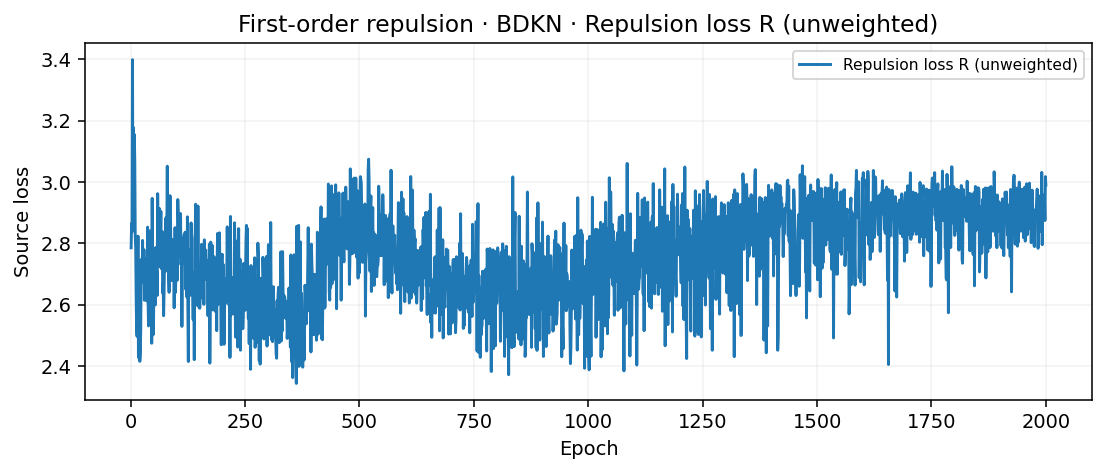 First-order repulsion · BDKN · Repulsion loss R (unweighted)
Repulsion loss R (unweighted)
Source loss
3.4
3.2
3.0
2.8
2.6
2.4
0 250 500 750 1000 1250 1500 1750 2000
Epoch